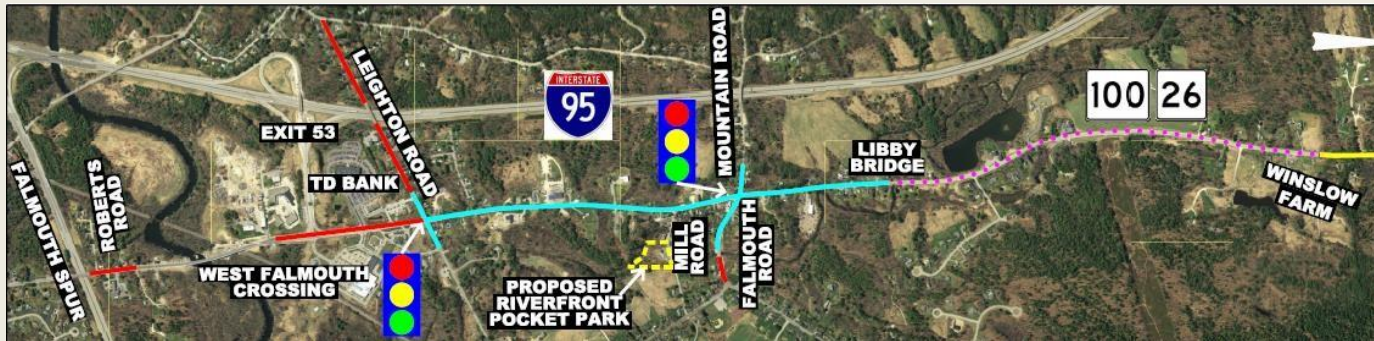 FALMOUTH SPUR
ROBERTS
ROAD
EXIT 53
TD BANK
LEIGHTON ROAD
WEST FALMOUTH
CROSSING
INTERSTATE
95
PROPOSED
RIVERFRONT
POCKET PARK
MILL
ROAD
MOUNTAIN ROAD
FALMOUTH
ROAD
LIBBY
BRIDGE
100
26
WINSLOW
FARM